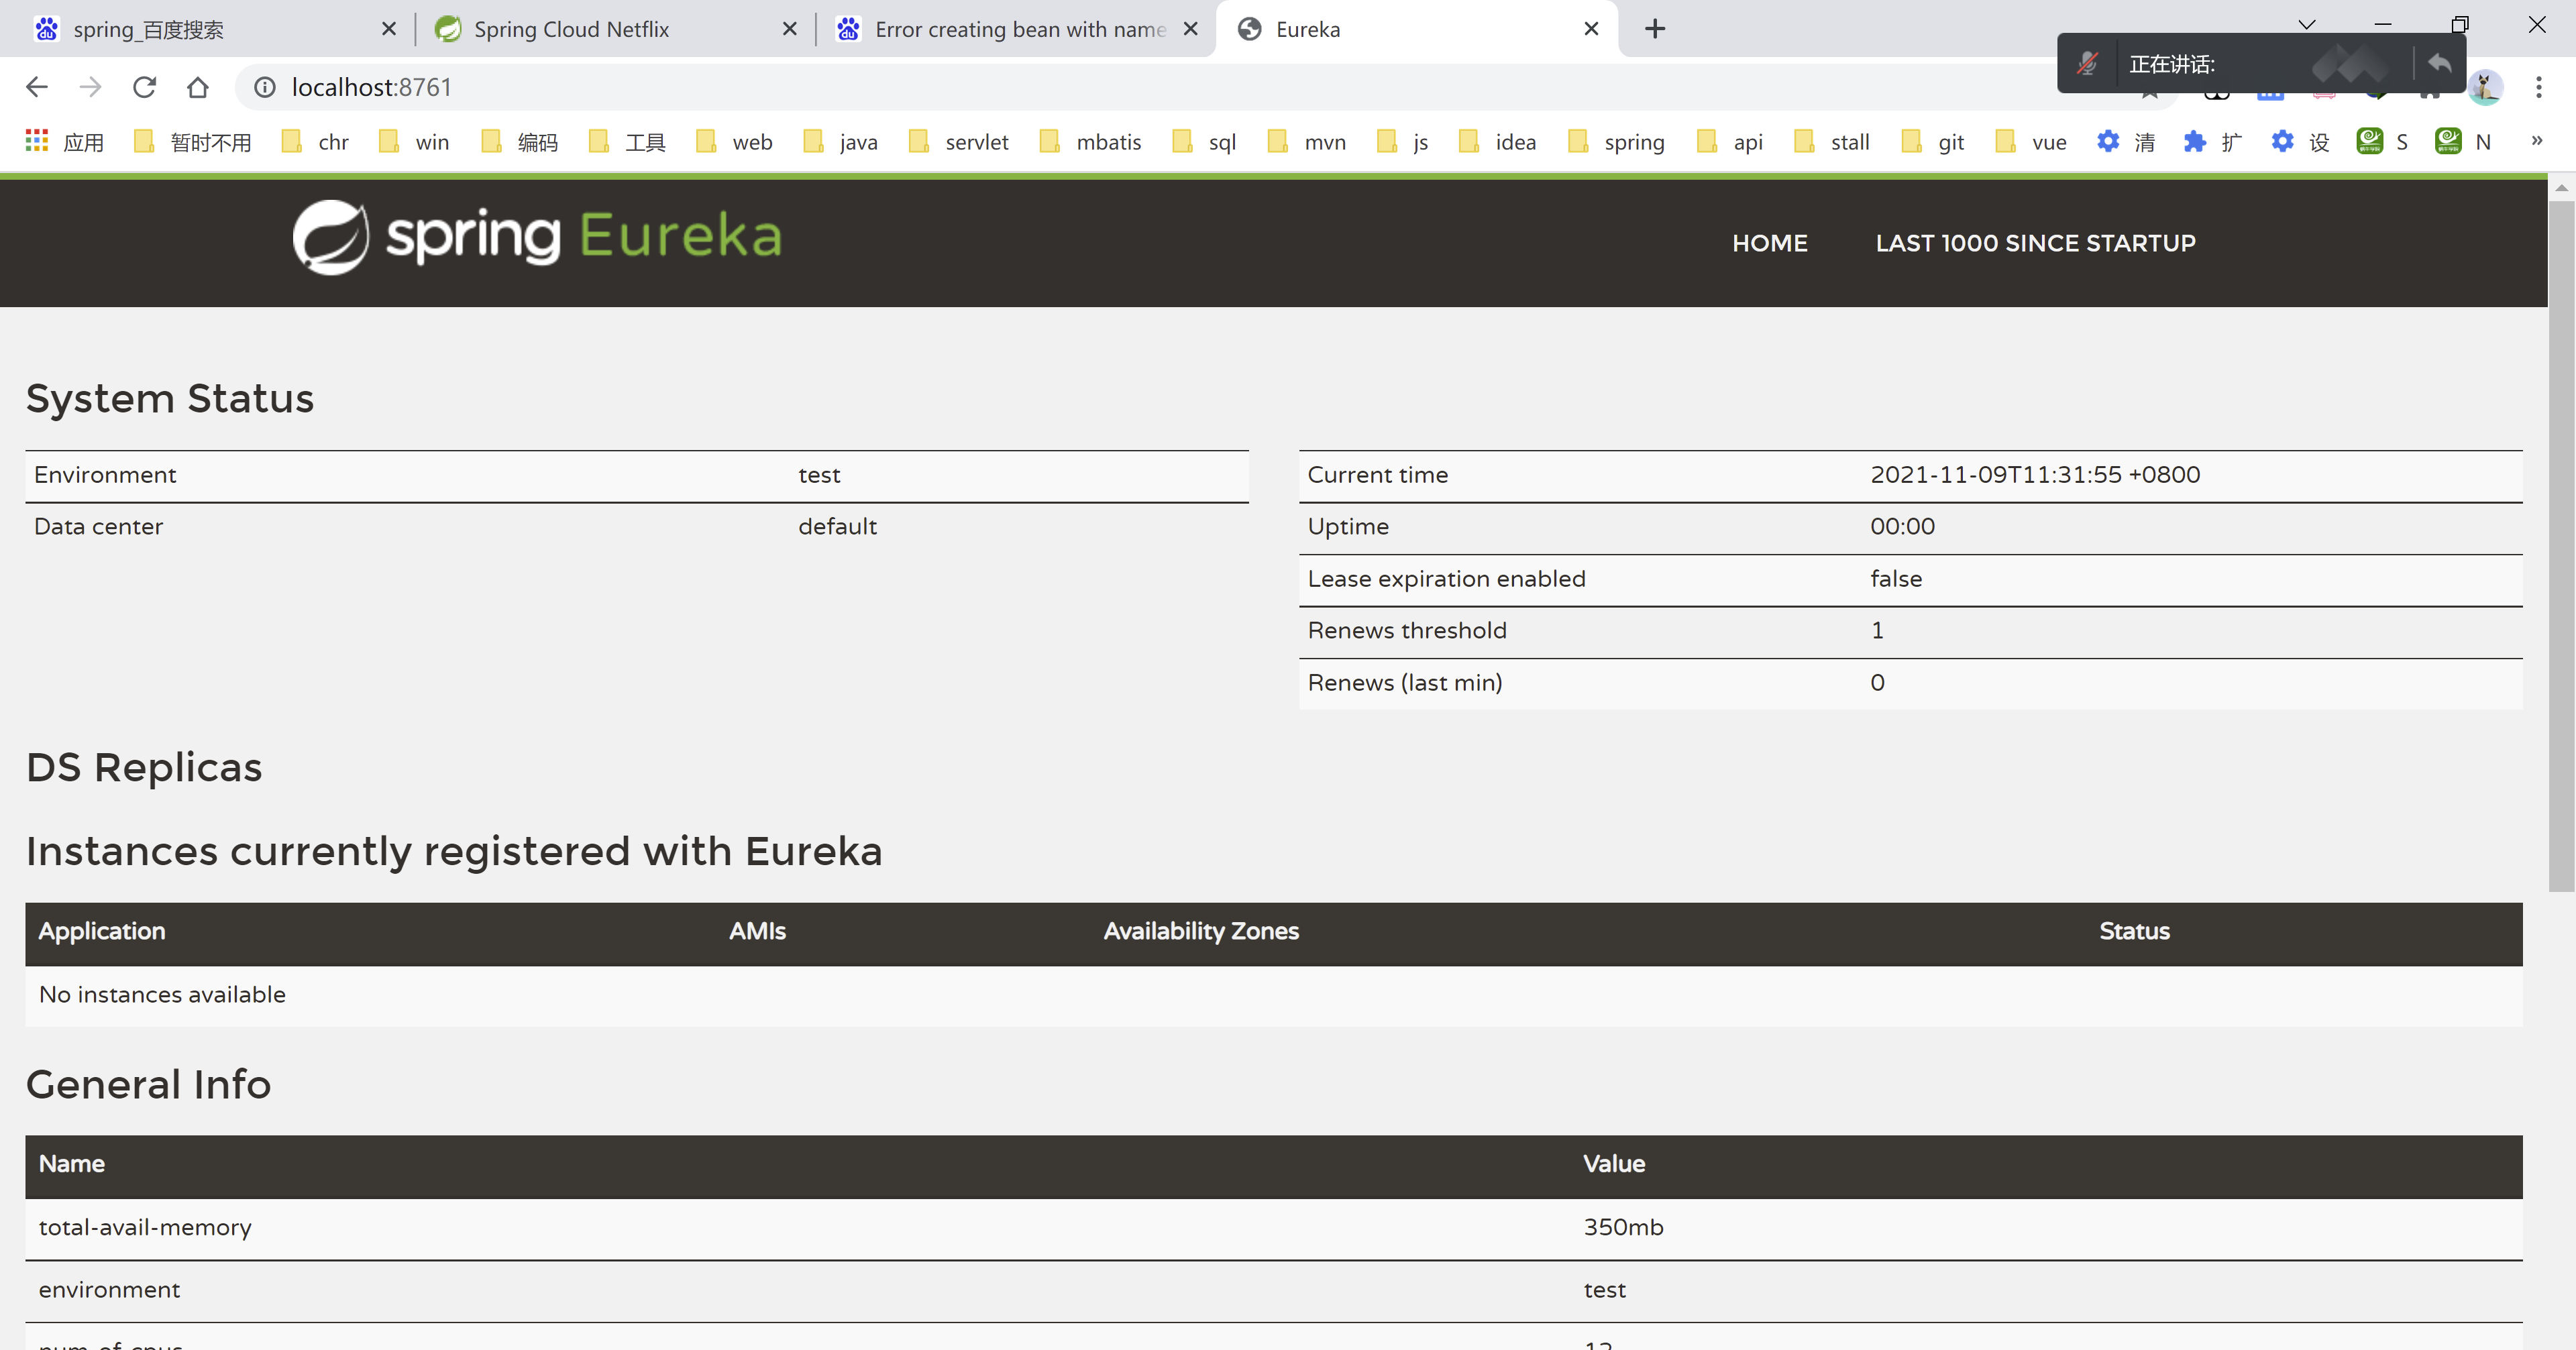 spring_百度搜索
Spring Cloud Netflix
Error creating bean with name
Eureka
localhost:8761
正在讲话:
应用 暂时不用 chr win 编码 工具 web java servlet mbatis sql mvn js idea spring api stall git vue 清 扩 设 S N »
spring Eureka
HOME LAST 1000 SINCE STARTUP
System Status
Environment test
Data center default
Current time 2021-11-09T11:31:55 +0800
Uptime 00:00
Lease expiration enabled false
Renews threshold 1
Renews (last min) 0
DS Replicas
Instances currently registered with Eureka
Application AMIs Availability Zones Status
No instances available
General Info
Name Value
total-avail-memory 350mb
environment test
num-of-cpus 12